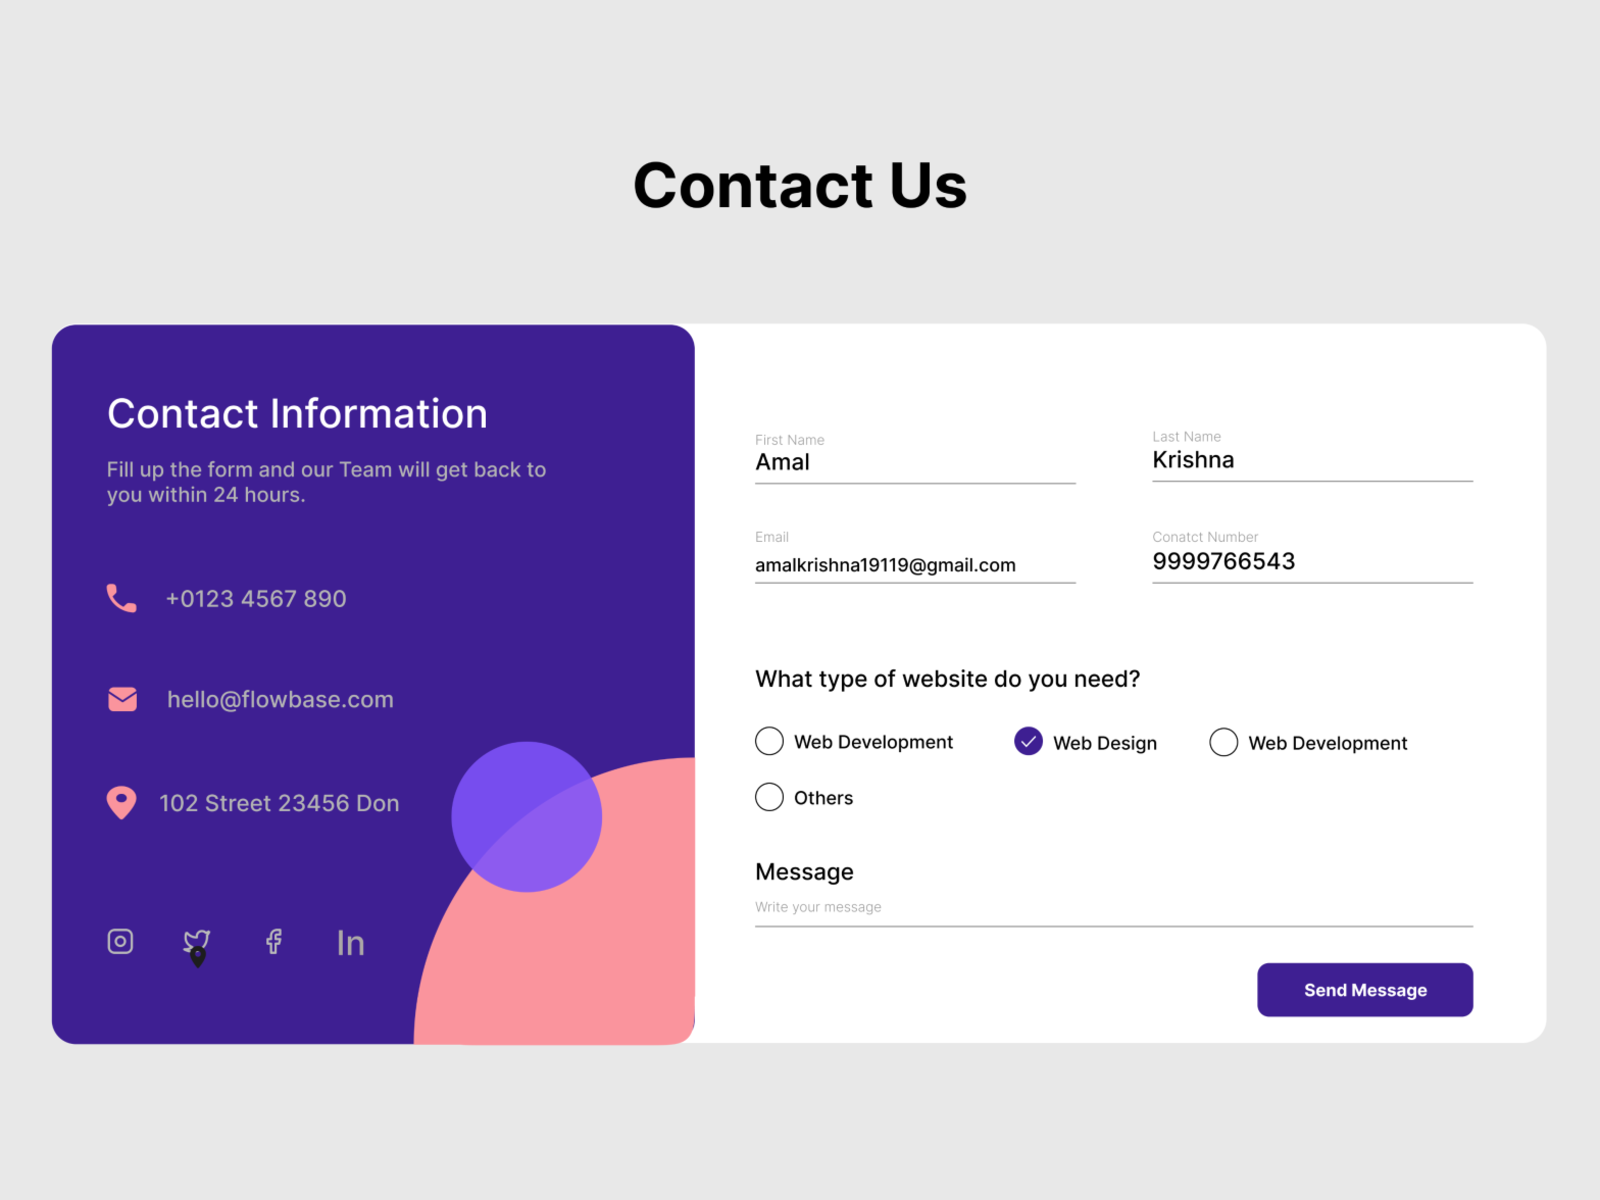 Contact Us
Contact Information
Fill up the form and our Team will get back to
you within 24 hours.
+0123 4567 890
hello@flowbase.com
102 Street 23456 Don
In
First Name
Amal
Last Name
Krishna
Email
amalkrishna19119@gmail.com
Conatct Number
9999766543
What type of website do you need?
Web Development
Web Design
Web Development
Others
Message
Write your message
Send Message